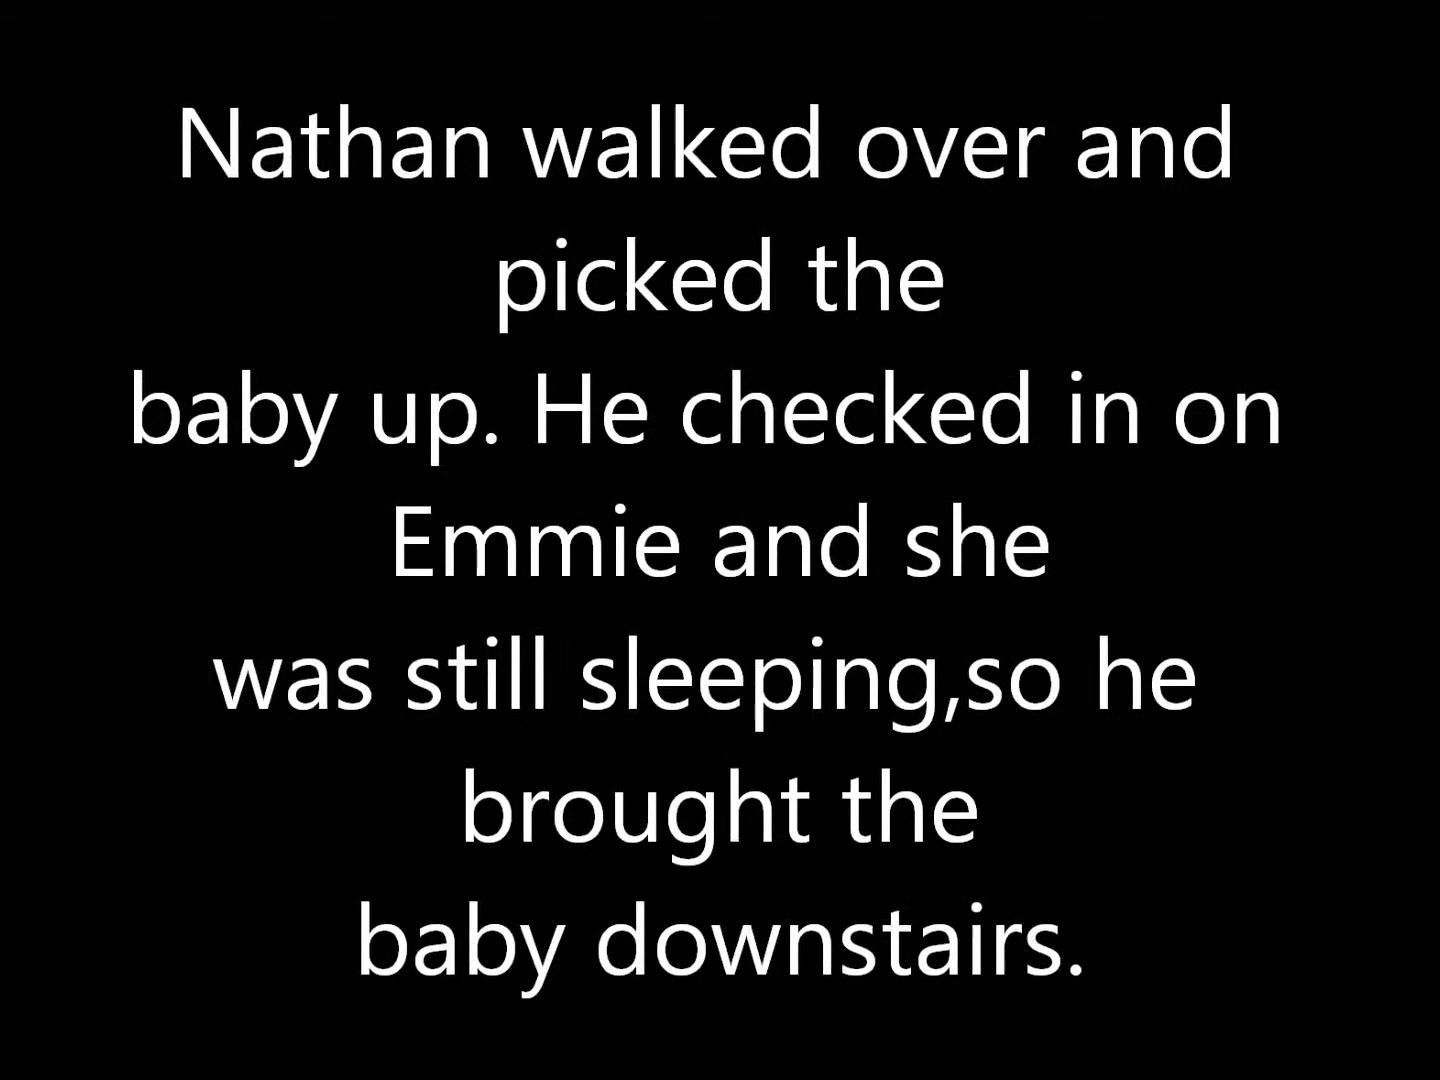 Nathan walked over and
picked the
baby up. He checked in on
Emmie and she
was still sleeping,so he
brought the
baby downstairs.